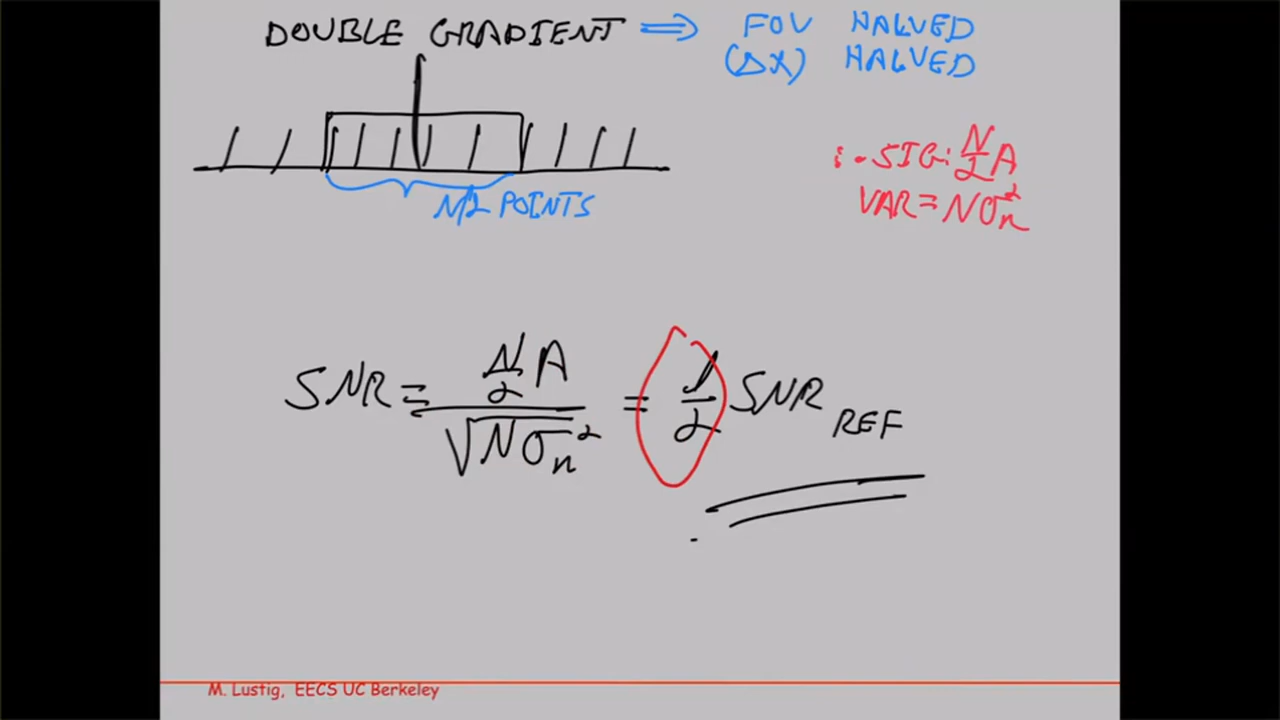 DOUBLE GRADIENT ⇒ FOV HALVED
(ΔX) HALVED
N/2 POINTS
i. SIG: N/2 A
VAR = Nσn²
SNR = (N/2 A) / √Nσn² = 1/2 SNR REF
M. Lustig, EECS UC Berkeley